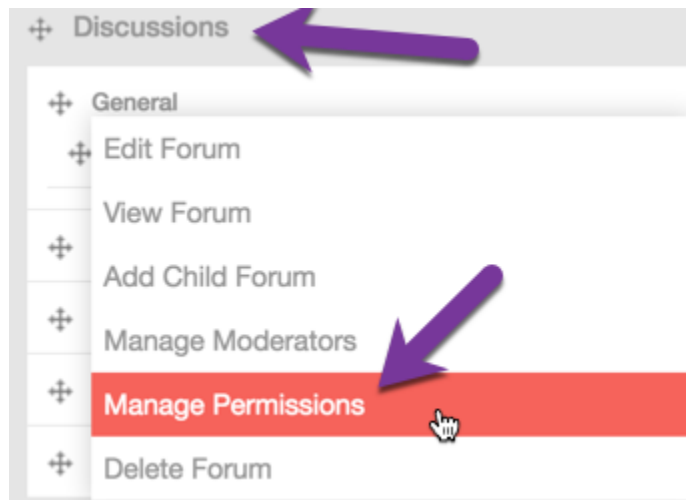 Discussions
General
Edit Forum
View Forum
Add Child Forum
Manage Moderators
Manage Permissions
Delete Forum